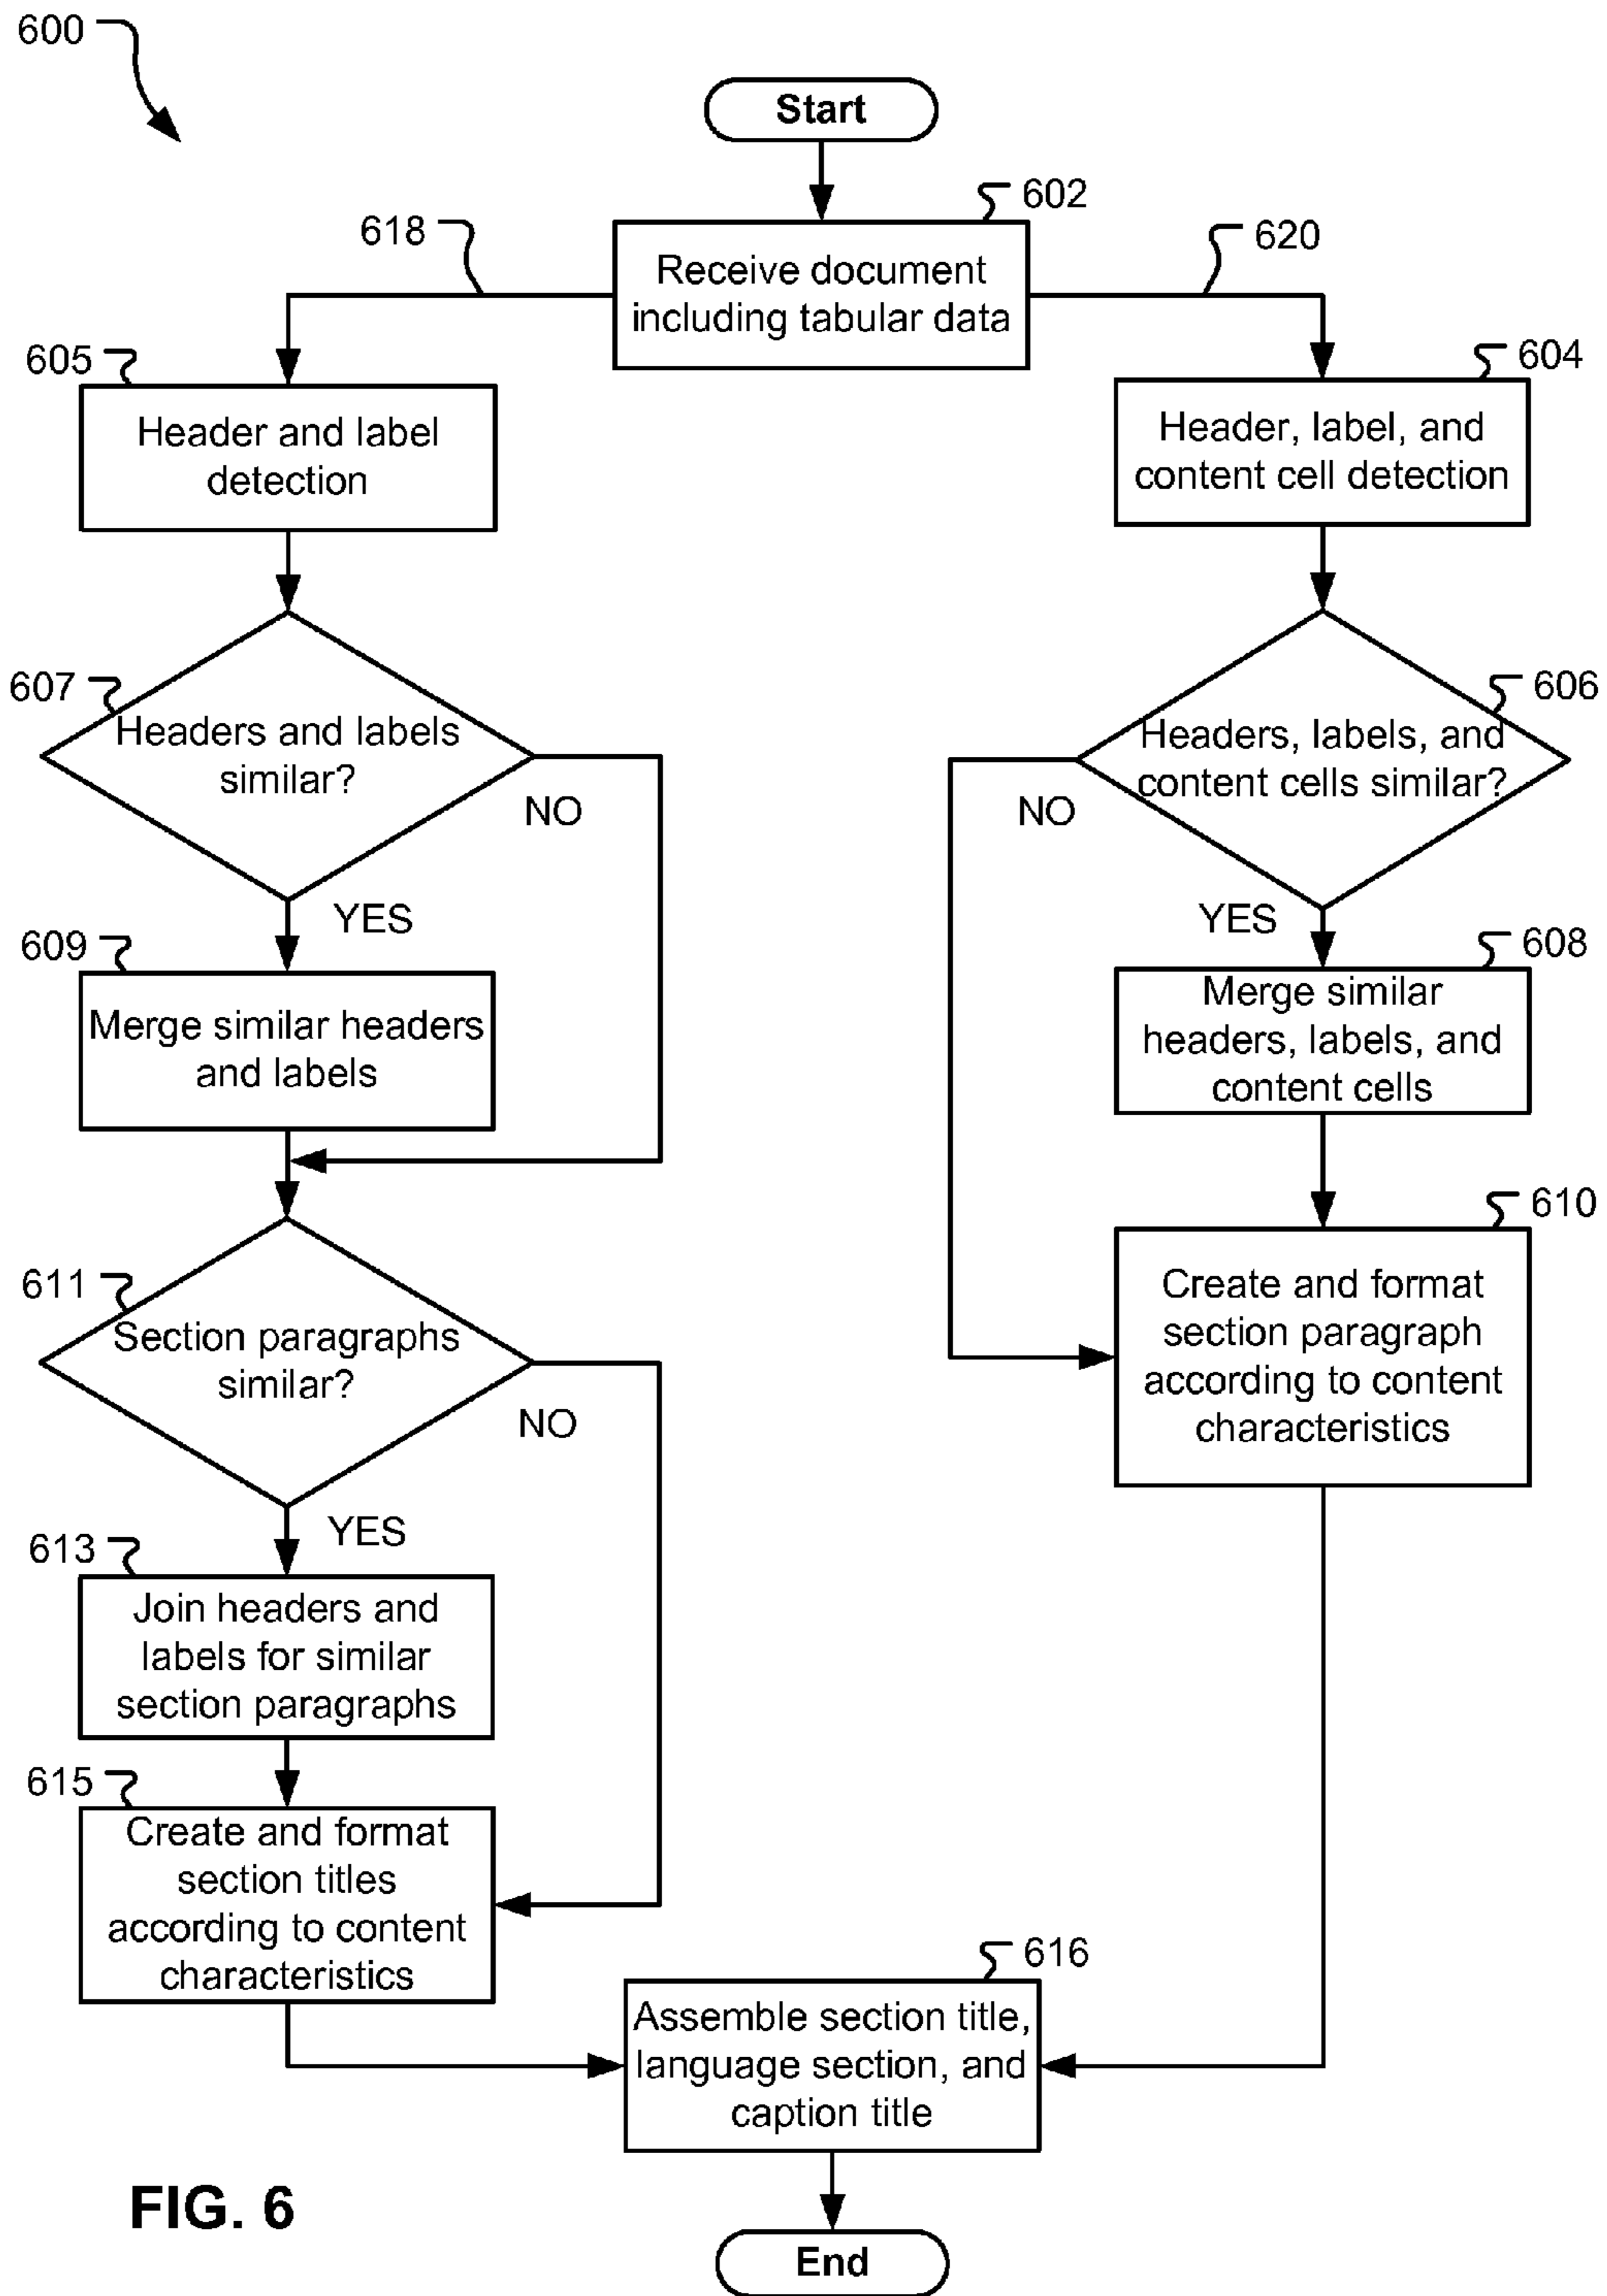 600
Start
602
618
620
Receive document
including tabular data
605
604
Header and label
detection
Header, label, and
content cell detection
607
606
Headers and labels
similar?
Headers, labels, and
content cells similar?
NO
NO
YES
YES
609
608
Merge similar headers
and labels
Merge similar
headers, labels, and
content cells
610
611
Section paragraphs
similar?
Create and format
section paragraph
according to content
characteristics
NO
YES
613
Join headers and
labels for similar
section paragraphs
615
Create and format
section titles
according to content
characteristics
616
Assemble section title,
language section, and
caption title
FIG. 6
End